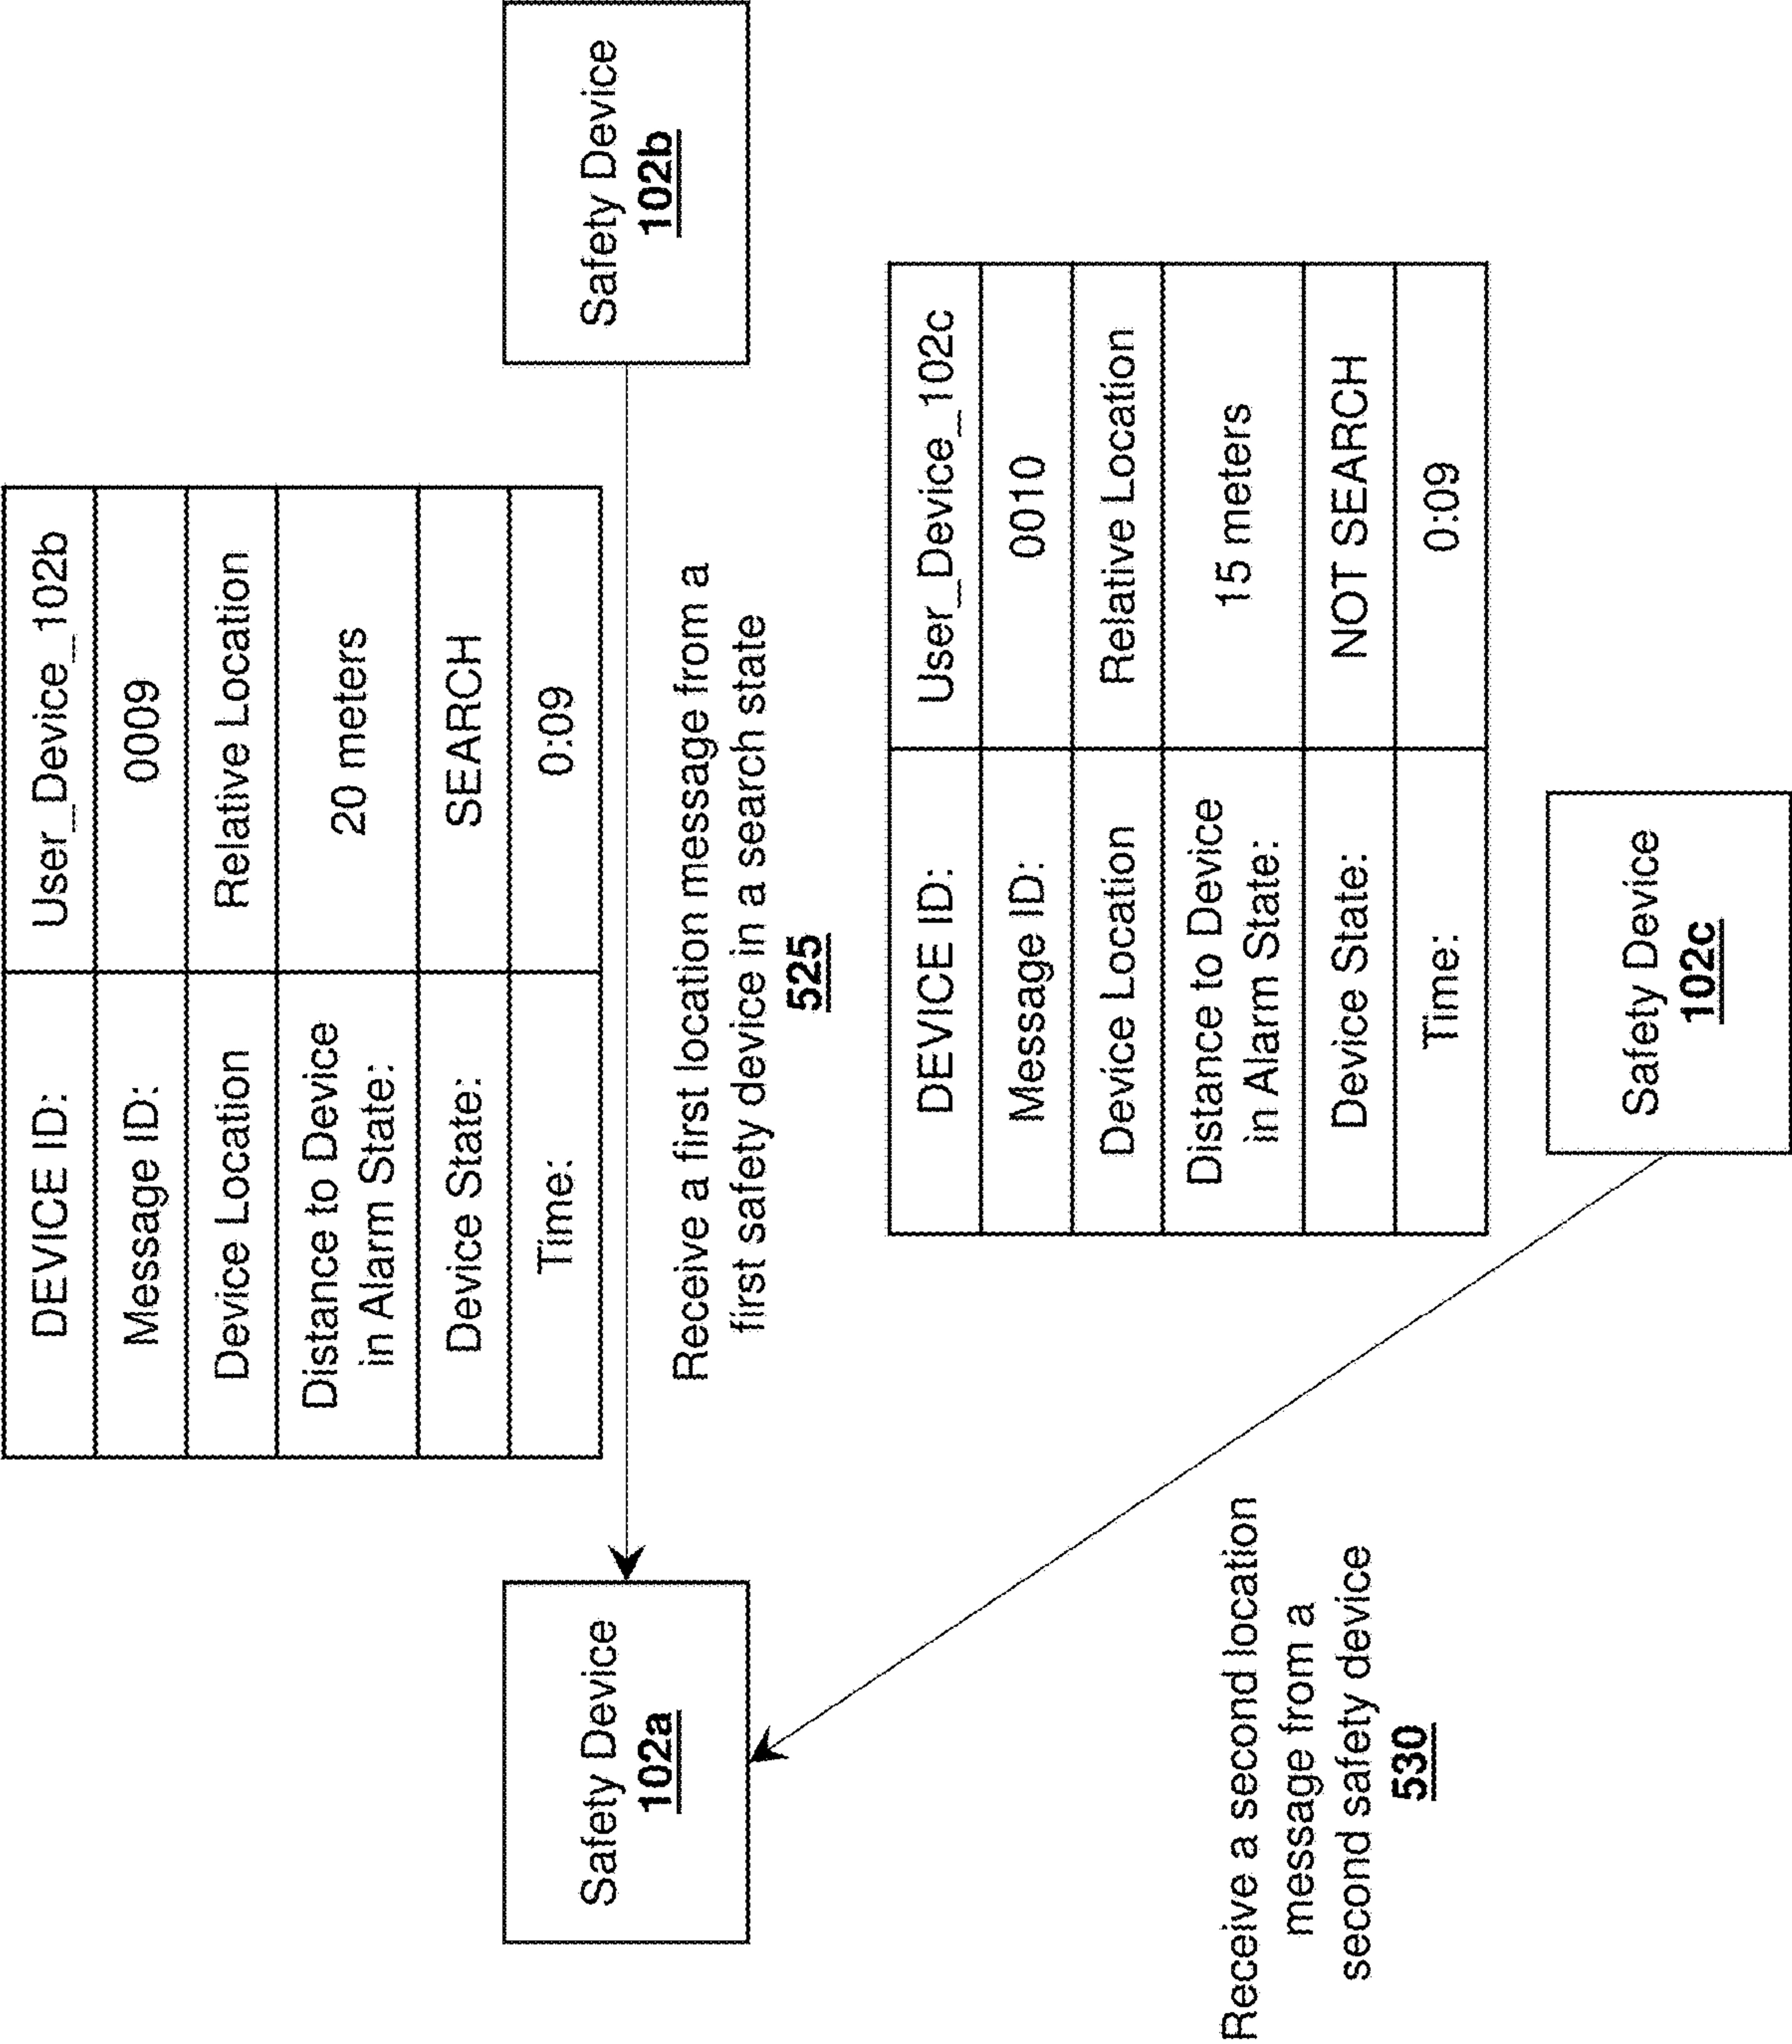 DEVICE ID: User_Device_102b
Message ID: 0009
Device Location Relative Location
Distance to Device
in Alarm State: 20 meters
Device State: SEARCH
Time: 0:09
Safety Device
102a
Safety Device
102b
Receive a first location message from a
first safety device in a search state
525
DEVICE ID: User_Device_102c
Message ID: 0010
Device Location Relative Location
Distance to Device
in Alarm State: 15 meters
Device State: NOT SEARCH
Time: 0:09
Receive a second location
message from a
second safety device
530
Safety Device
102c